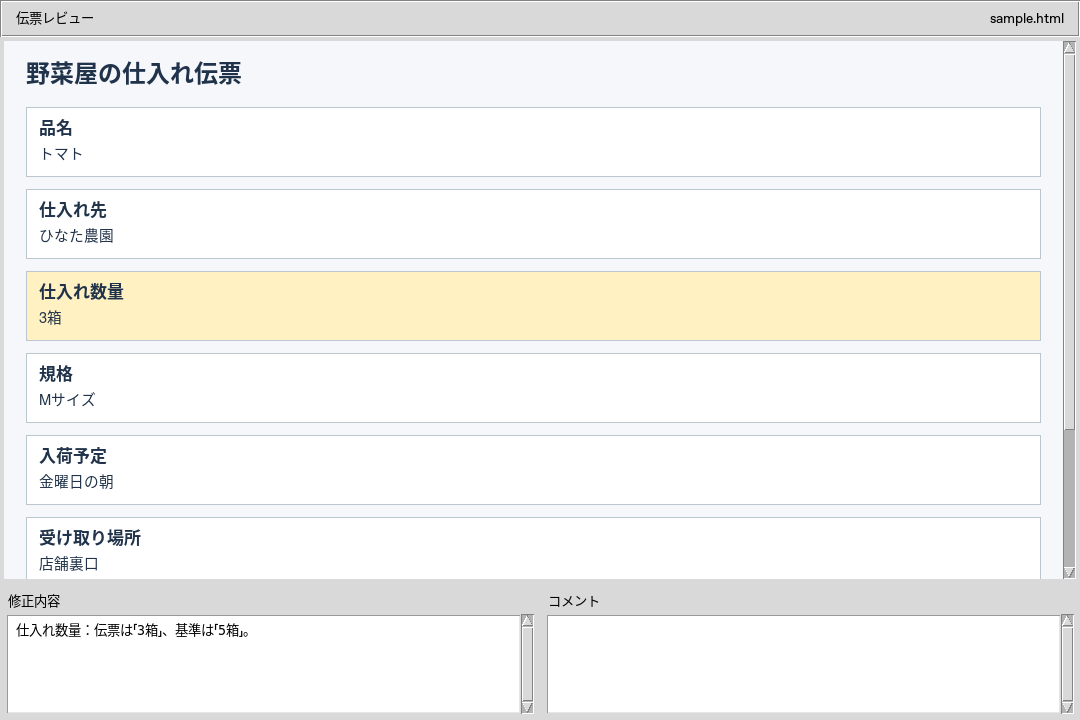 伝票レビュー
sample.html
野菜屋の仕入れ伝票
品名
トマト
仕入れ先
ひなた農園
仕入れ数量
3箱
規格
Mサイズ
入荷予定
金曜日の朝
受け取り場所
店舗裏口
修正内容
仕入れ数量：伝票は「3箱」、基準は「5箱」。
コメント